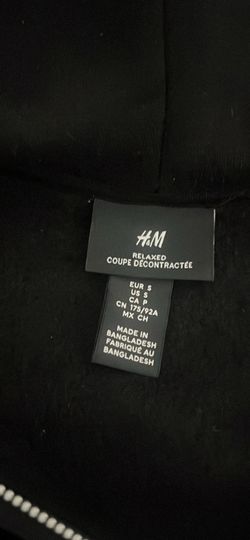 H&M
RELAXED
COUPE DÉCONTRACTÉE
EUR S
US S
CA P
CN 175/92A
MX CH
MADE IN
BANGLADESH
FABRIQUÉ AU
BANGLADESH